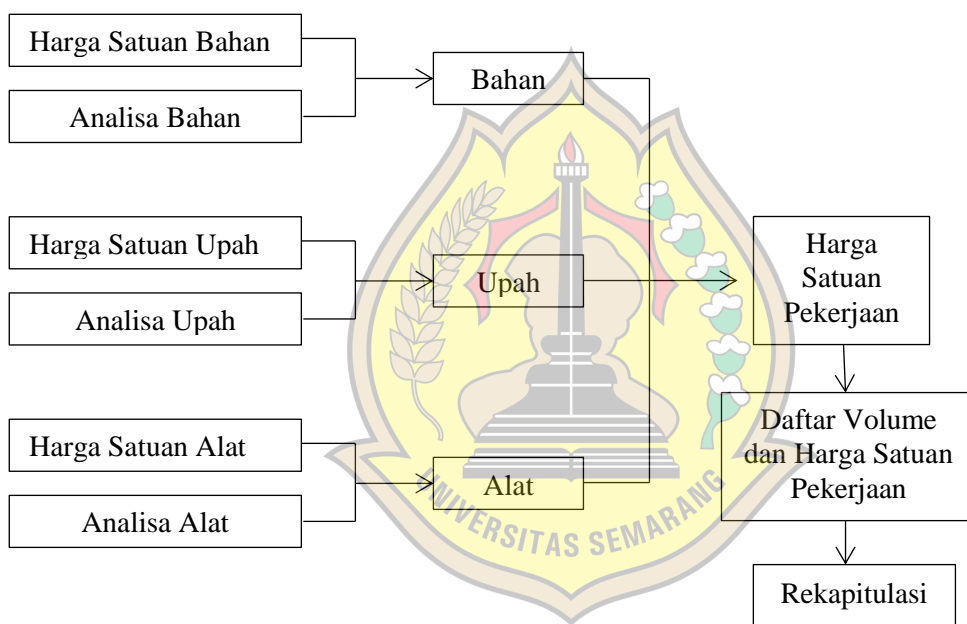 Harga Satuan Bahan
Analisa Bahan
Bahan
Harga Satuan Upah
Analisa Upah
Upah
Harga Satuan Alat
Analisa Alat
Alat
Harga
Satuan
Pekerjaan
Daftar Volume
dan Harga Satuan
Pekerjaan
Rekapitulasi
UNIVERSITAS SEMARANG